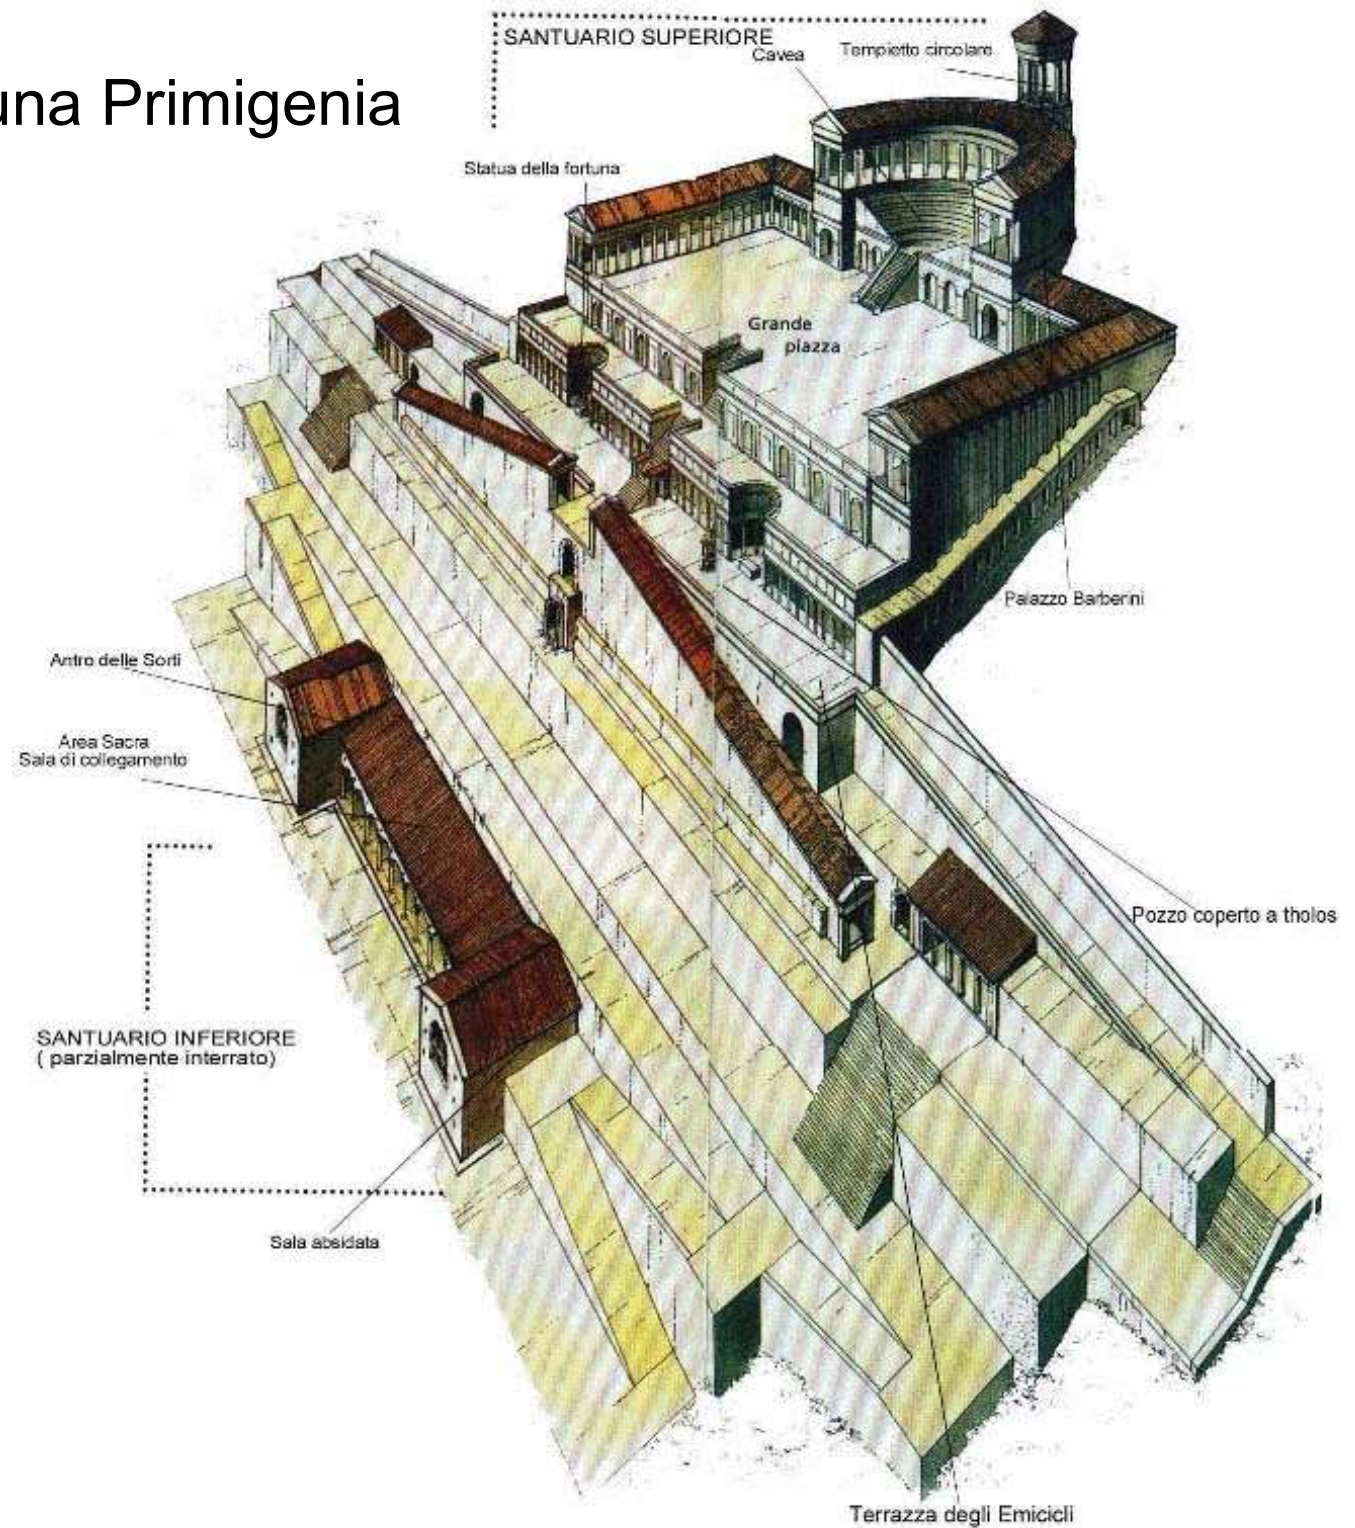 SANTUARIO SUPERIORE
Cavea
Tempietto circolare
una Primigenia
Statua della fortuna
Grande
piazza
Palazzo Barberini
Antro delle Sorti
Area Sacra
Sala di collegamento
Pozzo coperto a tholos
SANTUARIO INFERIORE
( parzialmente interrato)
Sala absidata
Terrazza degli Emicicli